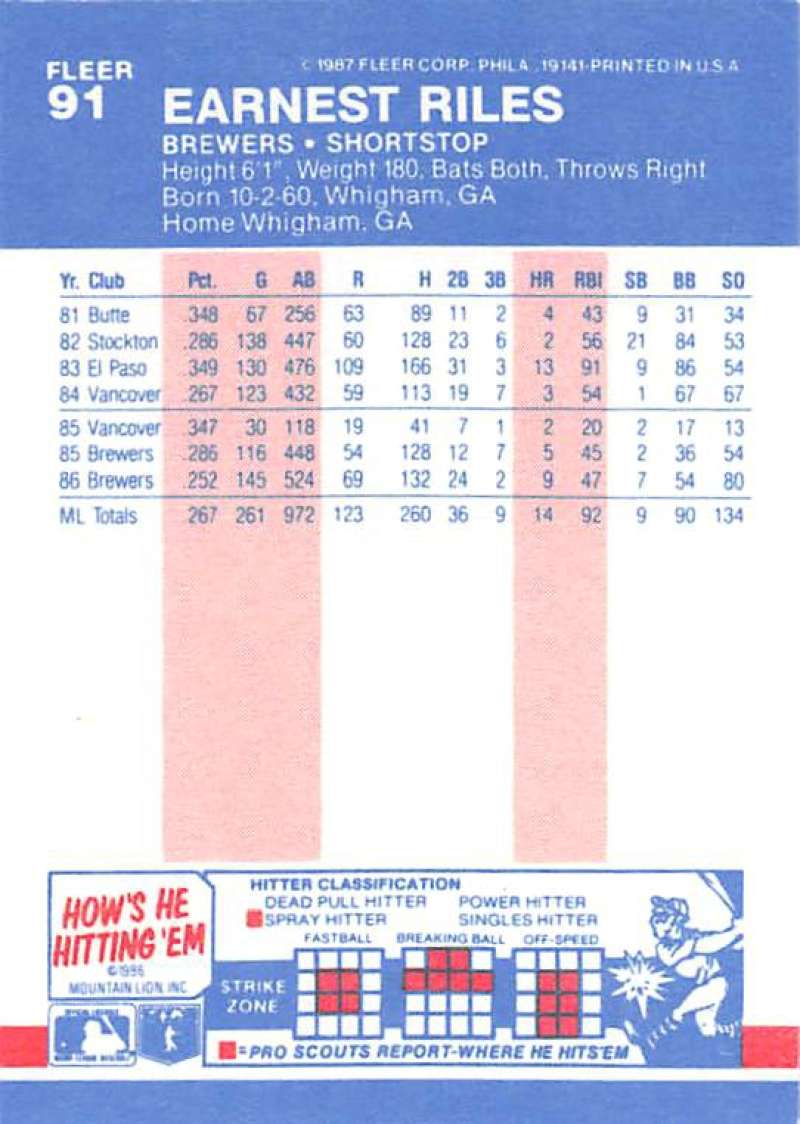 FLEER
91
© 1987 FLEER CORP. PHILA., 19141-PRINTED IN U.S.A.
EARNEST RILES
BREWERS • SHORTSTOP
Height 6'1", Weight 180, Bats Both, Throws Right
Born 10-2-60, Whigham, GA
Home Whigham, GA
Yr. Club Pct. G AB R H 2B 3B HR RBI SB BB SO
81 Butte .348 67 256 63 89 11 2 4 43 9 31 34
82 Stockton .286 138 447 60 128 23 6 2 56 21 84 53
83 El Paso .349 130 476 109 166 31 3 13 91 9 86 54
84 Vancover .267 123 432 59 113 19 7 3 54 1 67 67
85 Vancover .347 30 118 19 41 7 1 2 20 2 17 13
85 Brewers .286 116 448 54 128 12 7 5 45 2 36 54
86 Brewers .252 145 524 69 132 24 2 9 47 7 54 80
ML Totals .267 261 972 123 260 36 9 14 92 9 90 134
HOW'S HE
HITTING 'EM
©1986
MOUNTAIN LION INC
HITTER CLASSIFICATION
DEAD PULL HITTER POWER HITTER
SPRAY HITTER SINGLES HITTER
FASTBALL BREAKING BALL OFF-SPEED
STRIKE
ZONE
=PRO SCOUTS REPORT-WHERE HE HITS'EM